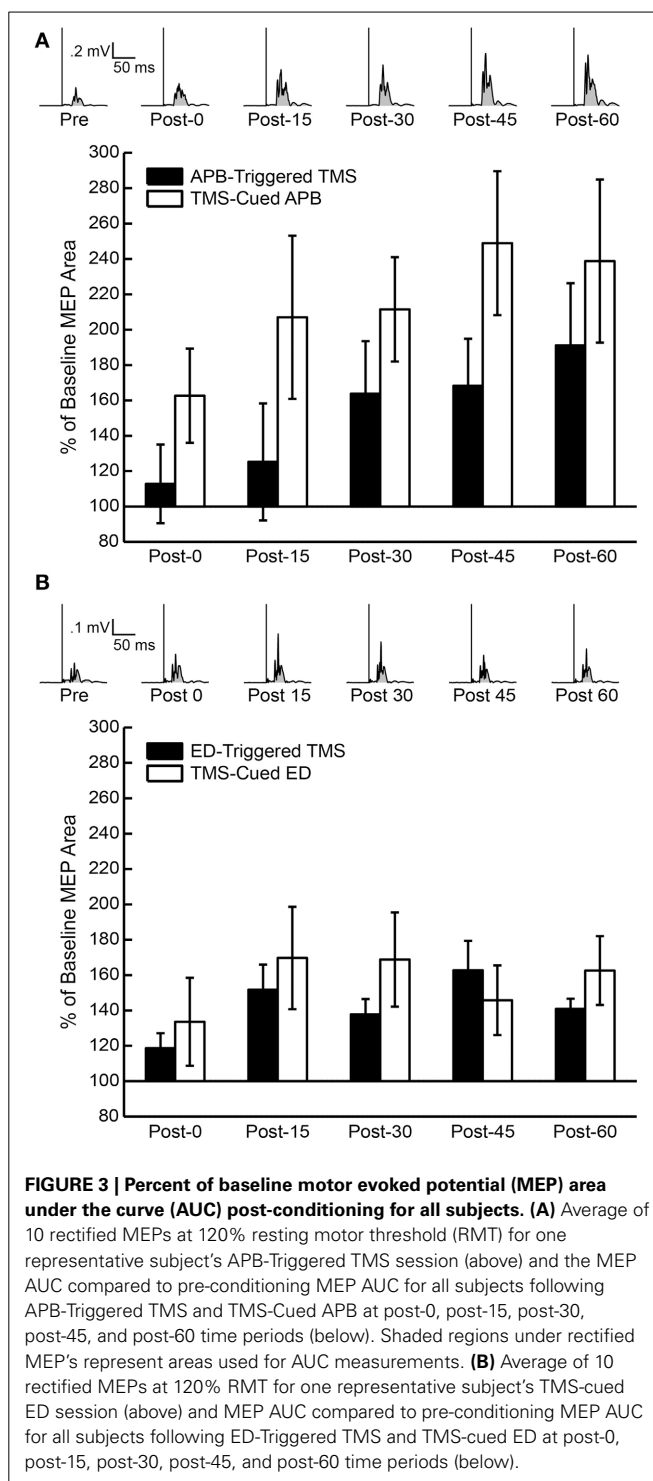 A
.2 mV
50 ms
Pre Post-0 Post-15 Post-30 Post-45 Post-60
300
APB-Triggered TMS
280
TMS-Cued APB
260
240
220
200
180
160
140
120
100
80
% of Baseline MEP Area
Post-0 Post-15 Post-30 Post-45 Post-60
B
.1 mV
50 ms
Pre Post 0 Post 15 Post 30 Post 45 Post 60
300
ED-Triggered TMS
280
TMS-Cued ED
260
240
220
200
180
160
140
120
100
80
% of Baseline MEP Area
Post-0 Post-15 Post-30 Post-45 Post-60
FIGURE 3 | Percent of baseline motor evoked potential (MEP) area
under the curve (AUC) post-conditioning for all subjects. (A) Average of
10 rectified MEPs at 120% resting motor threshold (RMT) for one
representative subject's APB-Triggered TMS session (above) and the MEP
AUC compared to pre-conditioning MEP AUC for all subjects following
APB-Triggered TMS and TMS-Cued APB at post-0, post-15, post-30,
post-45, and post-60 time periods (below). Shaded regions under rectified
MEP's represent areas used for AUC measurements. (B) Average of 10
rectified MEPs at 120% RMT for one representative subject's TMS-cued
ED session (above) and MEP AUC compared to pre-conditioning MEP AUC
for all subjects following ED-Triggered TMS and TMS-cued ED at post-0,
post-15, post-30, post-45, and post-60 time periods (below).